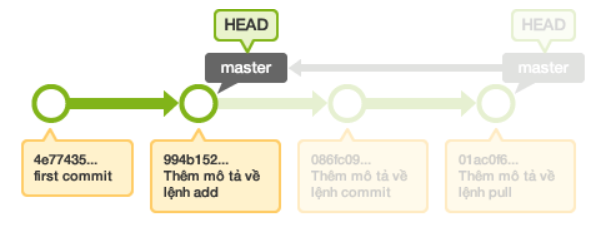 HEAD
HEAD
master
master
4e77435...
first commit
994b152...
Thêm mô tả về
lệnh add
086fc09...
Thêm mô tả về
lệnh commit
01ac0f6...
Thêm mô tả về
lệnh pull